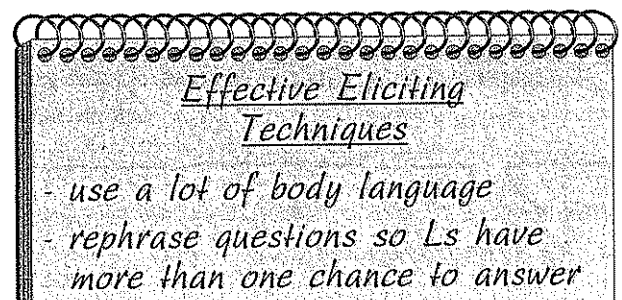 Effective Eliciting
Techniques
- use a lot of body language
- rephrase questions so Ls have
more than one chance to answer